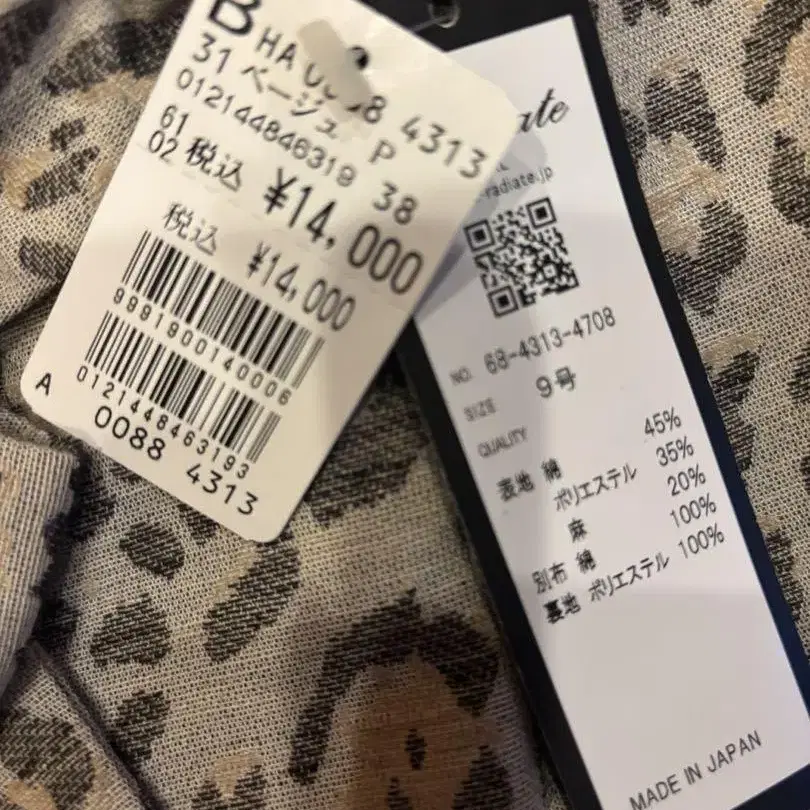 B
HA 0088 4313
31 ベージュ P
012144846319 38
61
02 税込 ¥14,000
税込 ¥14,000
9991900140006
0121448463193
A
0088 4313
-radiate.jp
NO. 68-4313-4708
SIZE 9号
QUALITY
表地 綿 45%
ポリエステル 35%
麻 20%
別布 綿 100%
裏地 ポリエステル 100%
MADE IN JAPAN